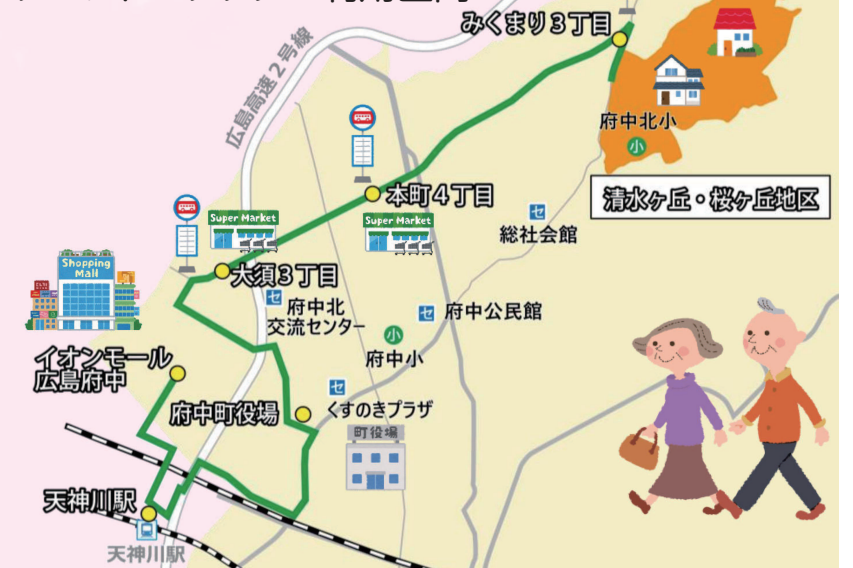 みくまり3丁目
広島高速2号線
府中北小
小
清水ヶ丘・桜ヶ丘地区
本町4丁目
Super Market
Super Market
セ
総社会館
Shopping
Mall
大須3丁目
セ
府中北
交流センター
セ
府中公民館
小
府中小
イオンモール
広島府中
府中町役場
セ
くすのきプラザ
町役場
天神川駅
天神川駅